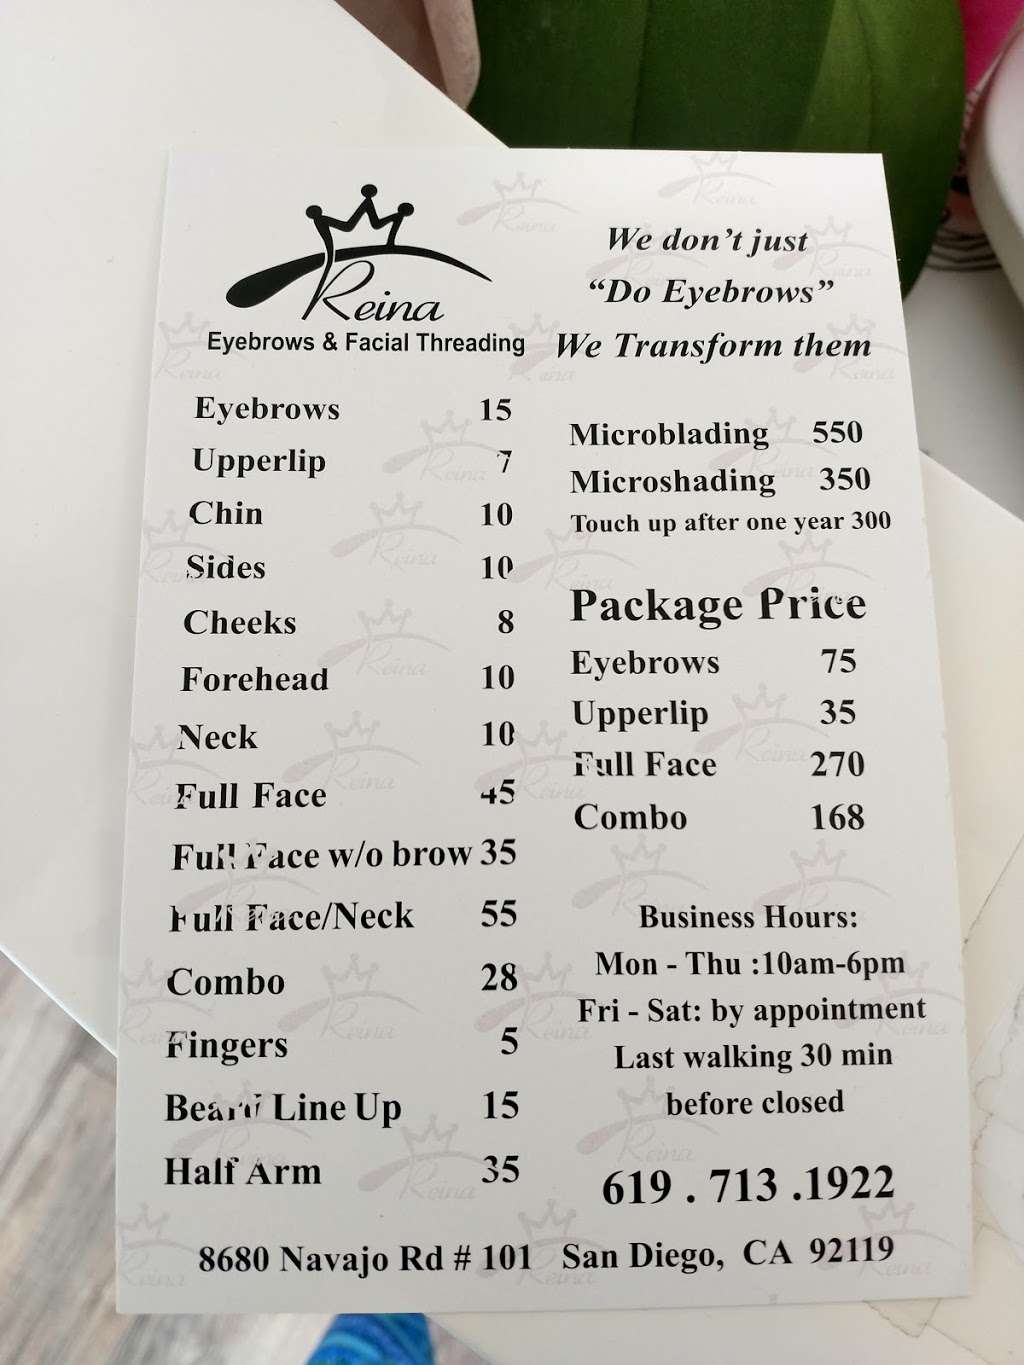 Reina
Eyebrows & Facial Threading
Eyebrows 15
Upperlip 7
Chin 10
Sides 10
Cheeks 8
Forehead 10
Neck 10
Full Face 45
Full Face w/o brow 35
Full Face/Neck 55
Combo 28
Fingers 5
Beard Line Up 15
Half Arm 35
We don't just
“Do Eyebrows”
We Transform them
Microblading 550
Microshading 350
Touch up after one year 300
Package Price
Eyebrows 75
Upperlip 35
Full Face 270
Combo 168
Business Hours:
Mon - Thu :10am-6pm
Fri - Sat: by appointment
Last walking 30 min
before closed
619 . 713 .1922
8680 Navajo Rd # 101 San Diego, CA 92119